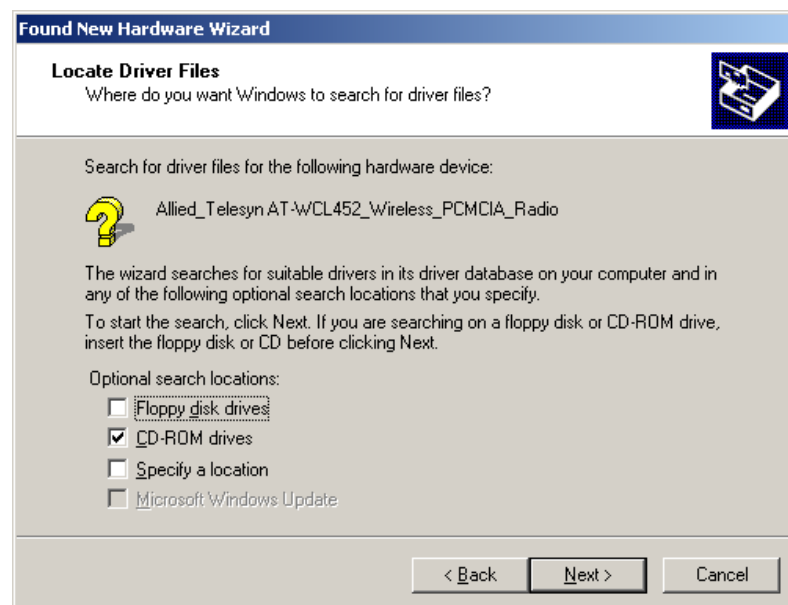 Found New Hardware Wizard
Locate Driver Files
Where do you want Windows to search for driver files?
Search for driver files for the following hardware device:
Allied_Telesyn AT-WCL452_Wireless_PCMCIA_Radio
The wizard searches for suitable drivers in its driver database on your computer and in
any of the following optional search locations that you specify.
To start the search, click Next. If you are searching on a floppy disk or CD-ROM drive,
insert the floppy disk or CD before clicking Next.
Optional search locations:
Floppy disk drives
CD-ROM drives
Specify a location
Microsoft Windows Update
< Back Next > Cancel